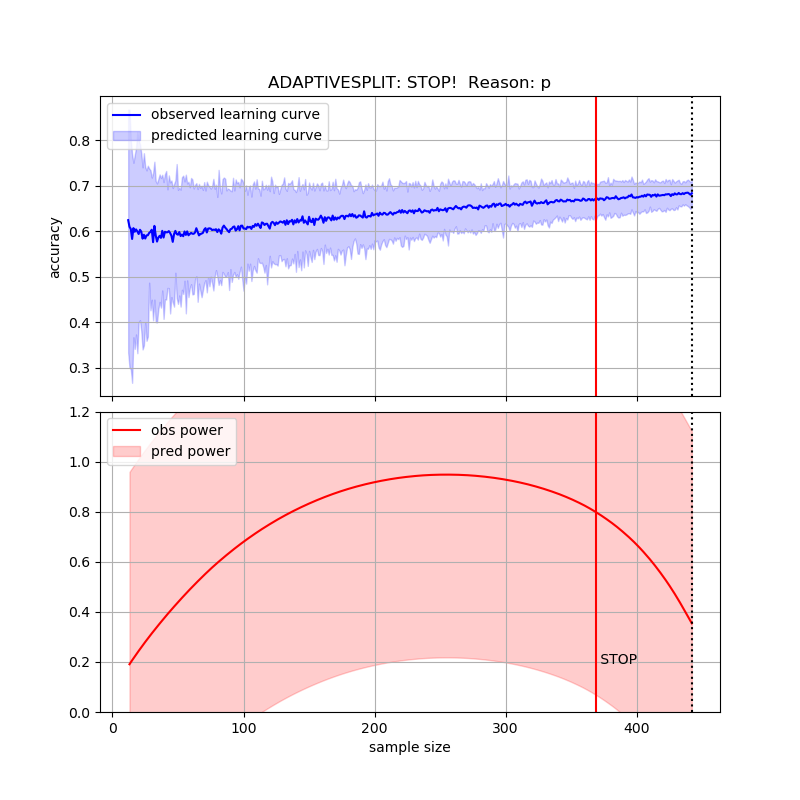 ADAPTIVESPLIT: STOP!  Reason: p
observed learning curve
predicted learning curve
accuracy
0.8
0.7
0.6
0.5
0.4
0.3
obs power
pred power
1.2
1.0
0.8
0.6
0.4
0.2
0.0
STOP
0
100
200
300
400
sample size